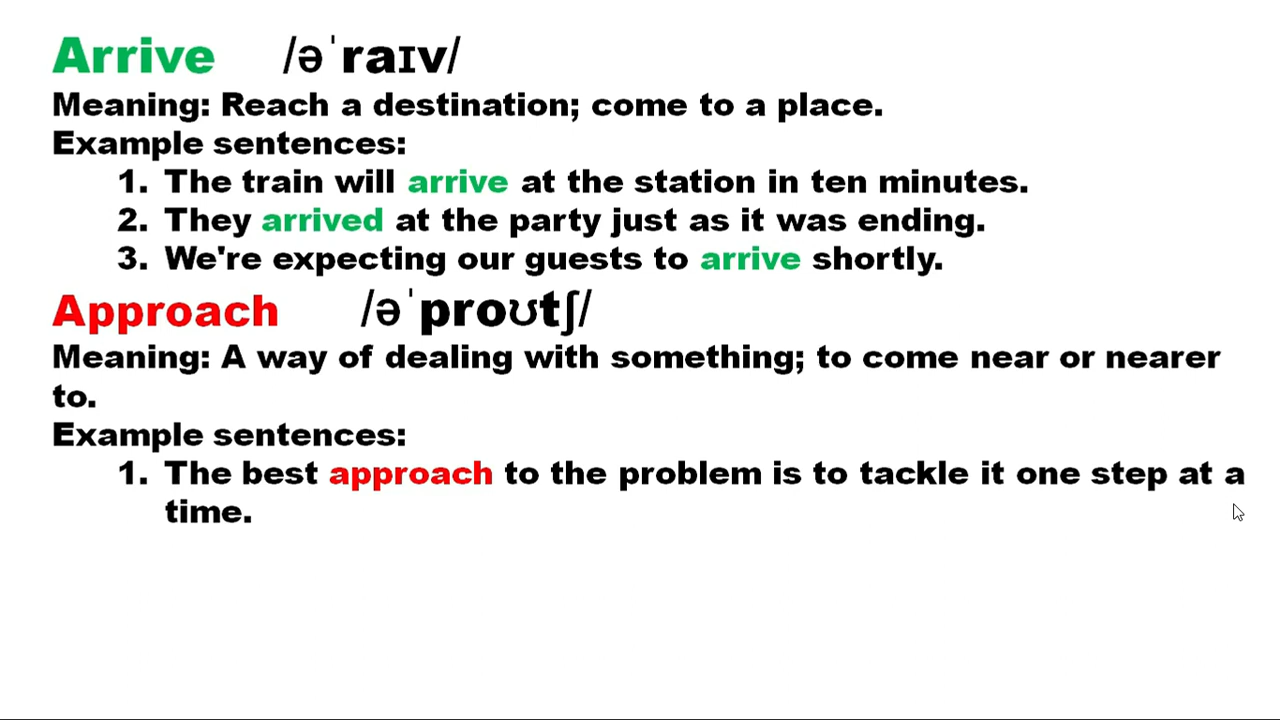 Arrive /əˈraɪv/
Meaning: Reach a destination; come to a place.
Example sentences:
1. The train will arrive at the station in ten minutes.
2. They arrived at the party just as it was ending.
3. We're expecting our guests to arrive shortly.
Approach /əˈproʊtʃ/
Meaning: A way of dealing with something; to come near or nearer
to.
Example sentences:
1. The best approach to the problem is to tackle it one step at a
time.